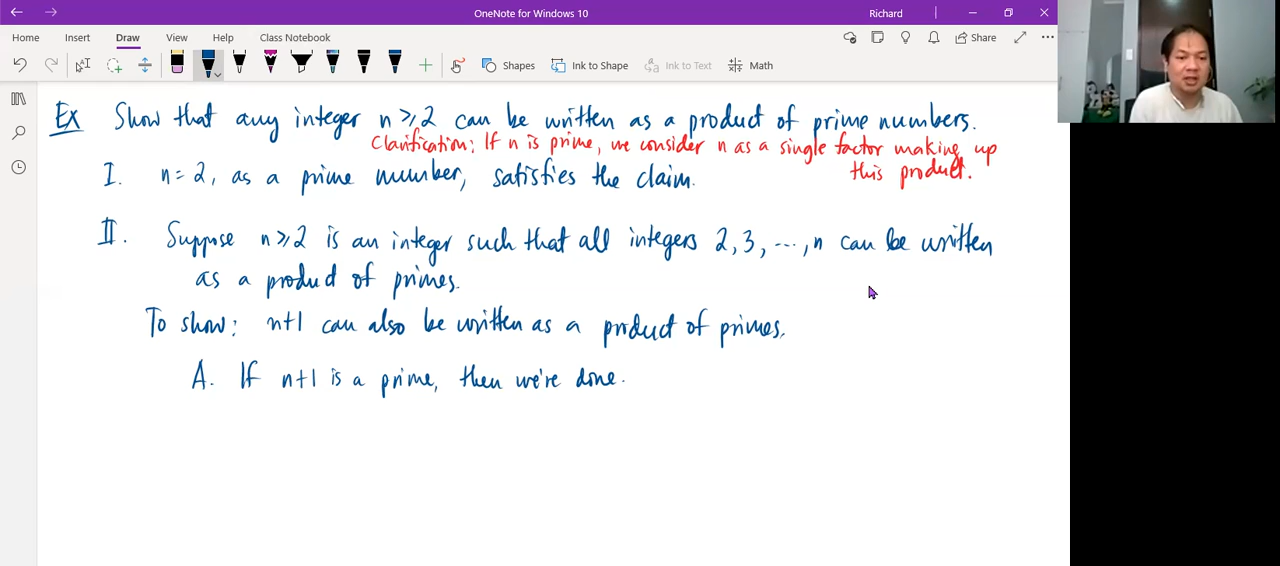 OneNote for Windows 10
Richard
Home Insert Draw View Help Class Notebook
Share
Shapes Ink to Shape Ink to Text Math
Ex Show that any integer n ≥ 2 can be written as a product of prime numbers.
Clarification: If n is prime, we consider n as a single factor making up
this product.
I. n = 2, as a prime number, satisfies the claim.
II. Suppose n ≥ 2 is an integer such that all integers 2, 3, ..., n can be written
as a product of primes.
To show: n+1 can also be written as a product of primes.
A. If n+1 is a prime, then we're done.